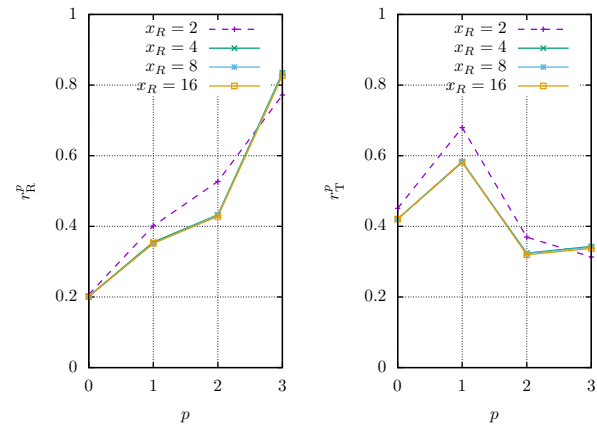 1
0.8
0.6
0.4
0.2
0
0 1 2 3
r_R^p
p
x_R = 2
x_R = 4
x_R = 8
x_R = 16
1
0.8
0.6
0.4
0.2
0
0 1 2 3
r_T^p
p
x_R = 2
x_R = 4
x_R = 8
x_R = 16